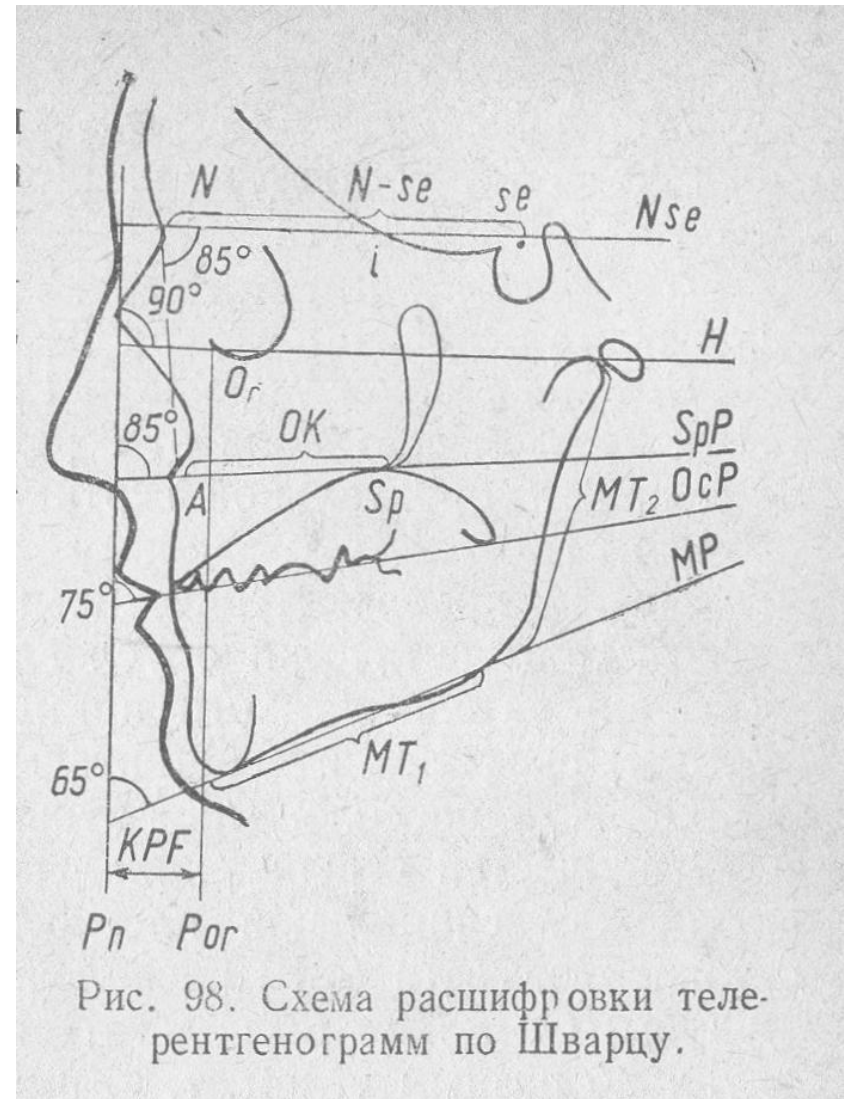 N N-se se Nse
85°
i
90°
H
Or
85° OK SpP
A Sp MT2 OcP
MP
75°
65° MT1
KPF
Pn Por
Рис. 98. Схема расшифровки теле-
рентгенограмм по Шварцу.